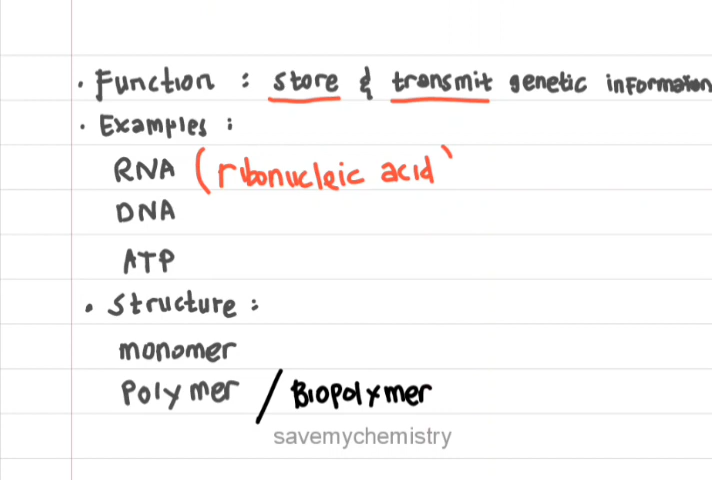 · Function : store & transmit genetic information
· Examples :
RNA (ribonucleic acid)
DNA
ATP
· Structure :
monomer
Polymer / Biopolymer
savemychemistry